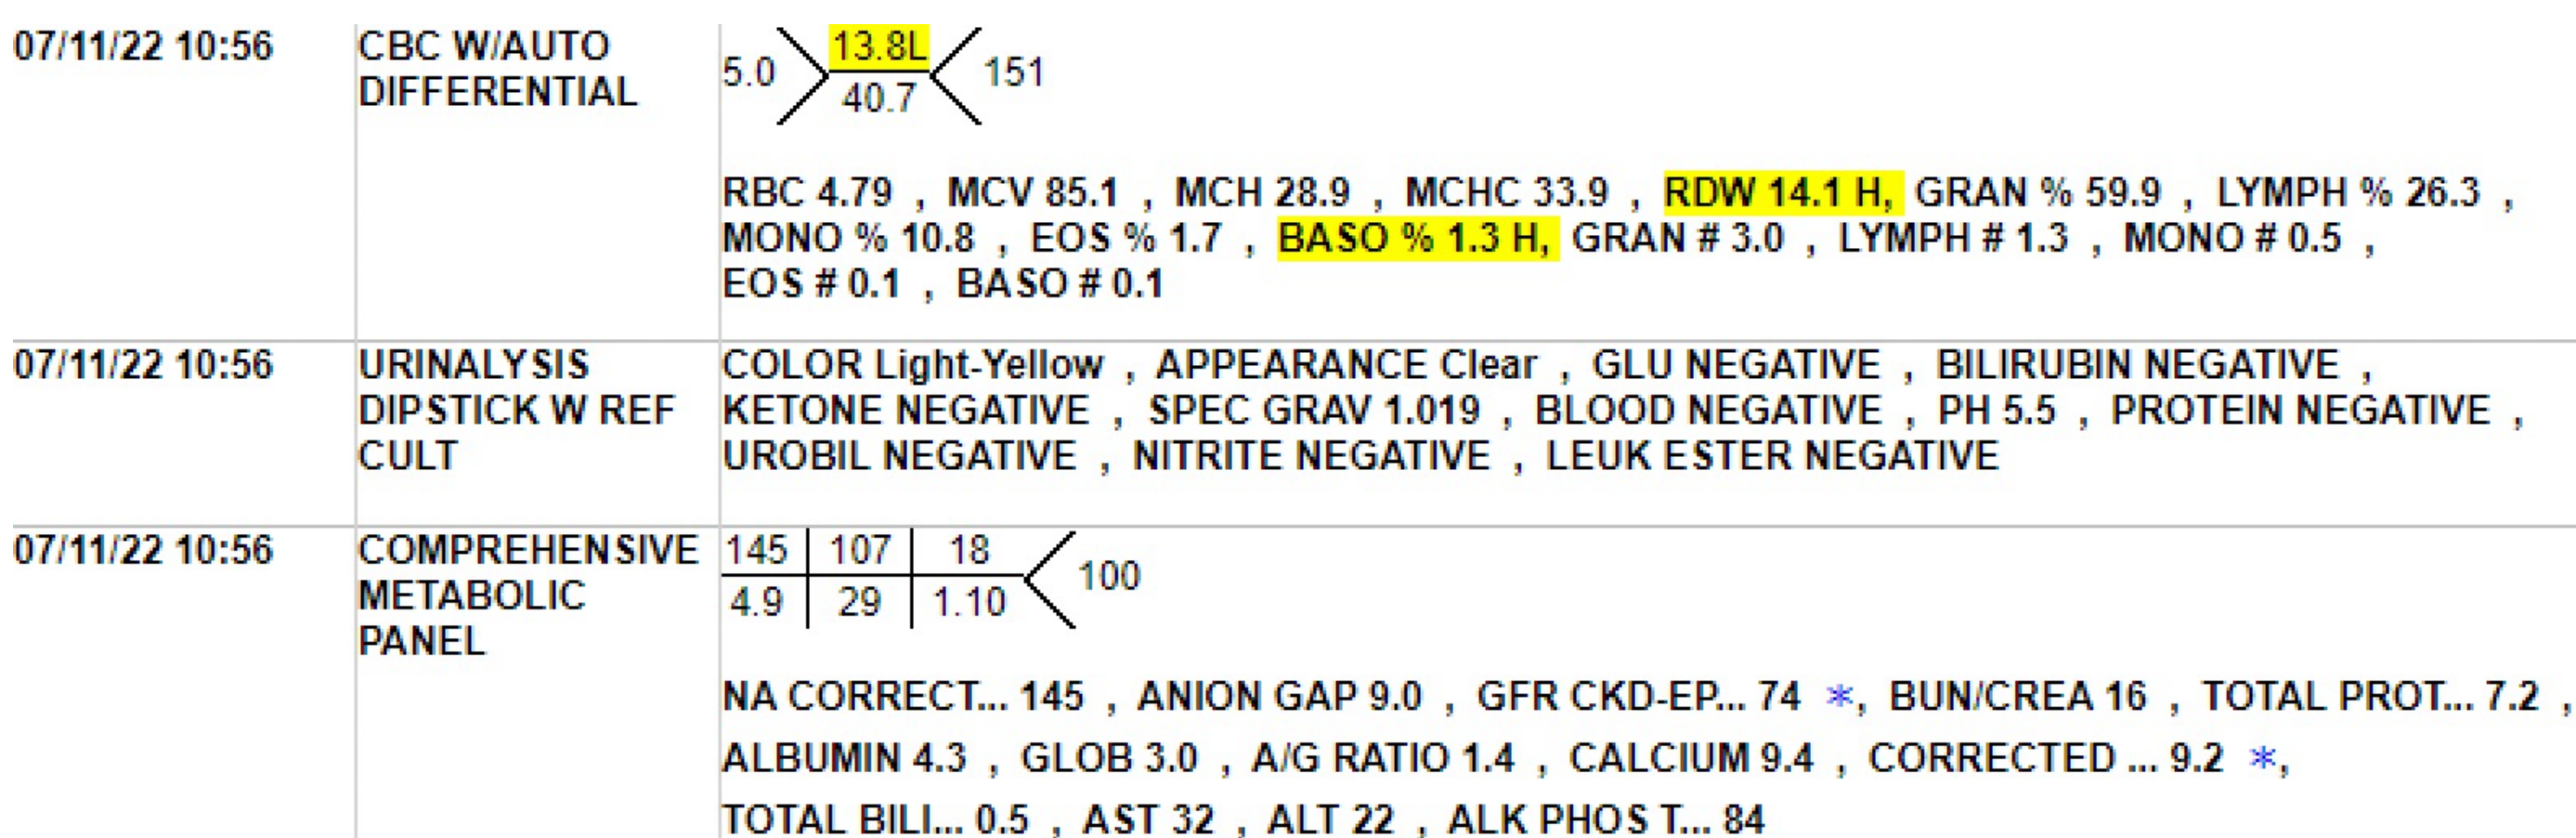 07/11/22 10:56 CBC W/AUTO DIFFERENTIAL
5.0 13.8L 151
40.7
RBC 4.79 , MCV 85.1 , MCH 28.9 , MCHC 33.9 , RDW 14.1 H, GRAN % 59.9 , LYMPH % 26.3 ,
MONO % 10.8 , EOS % 1.7 , BASO % 1.3 H, GRAN # 3.0 , LYMPH # 1.3 , MONO # 0.5 ,
EOS # 0.1 , BASO # 0.1
07/11/22 10:56 URINALYSIS DIPSTICK W REF CULT
COLOR Light-Yellow , APPEARANCE Clear , GLU NEGATIVE , BILIRUBIN NEGATIVE ,
KETONE NEGATIVE , SPEC GRAV 1.019 , BLOOD NEGATIVE , PH 5.5 , PROTEIN NEGATIVE ,
UROBIL NEGATIVE , NITRITE NEGATIVE , LEUK ESTER NEGATIVE
07/11/22 10:56 COMPREHENSIVE METABOLIC PANEL
145 107 18 100
4.9 29 1.10
NA CORRECT... 145 , ANION GAP 9.0 , GFR CKD-EP... 74 *, BUN/CREA 16 , TOTAL PROT... 7.2 ,
ALBUMIN 4.3 , GLOB 3.0 , A/G RATIO 1.4 , CALCIUM 9.4 , CORRECTED ... 9.2 *,
TOTAL BILI... 0.5 , AST 32 , ALT 22 , ALK PHOS T... 84